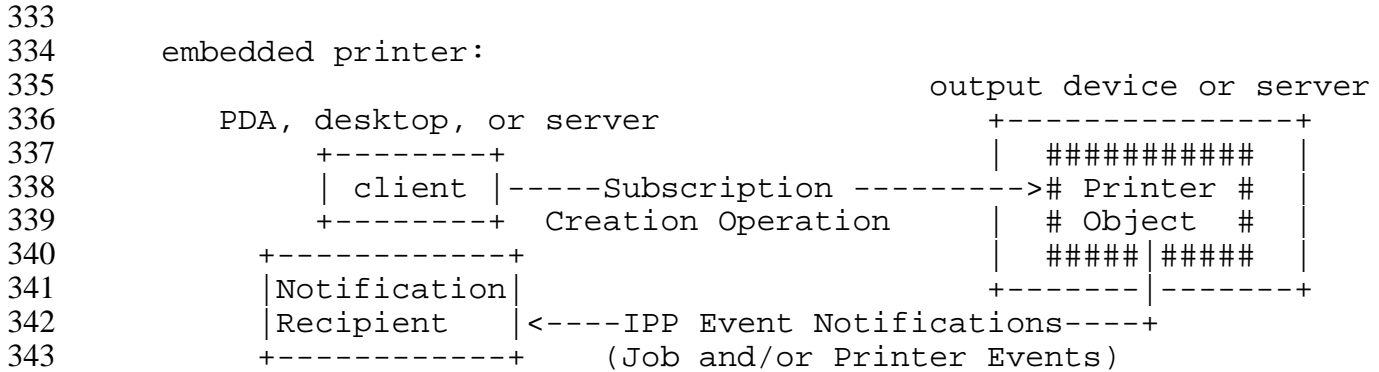 333
334 embedded printer:
335 output device or server
336 PDA, desktop, or server +---------------+
337 +--------+ | ########### |
338 | client |-----Subscription ---------># Printer # |
339 +--------+ Creation Operation | # Object # |
340 +------------+ | #####|##### |
341 |Notification| +-------|-------+
342 |Recipient |<----IPP Event Notifications----+
343 +------------+ (Job and/or Printer Events)